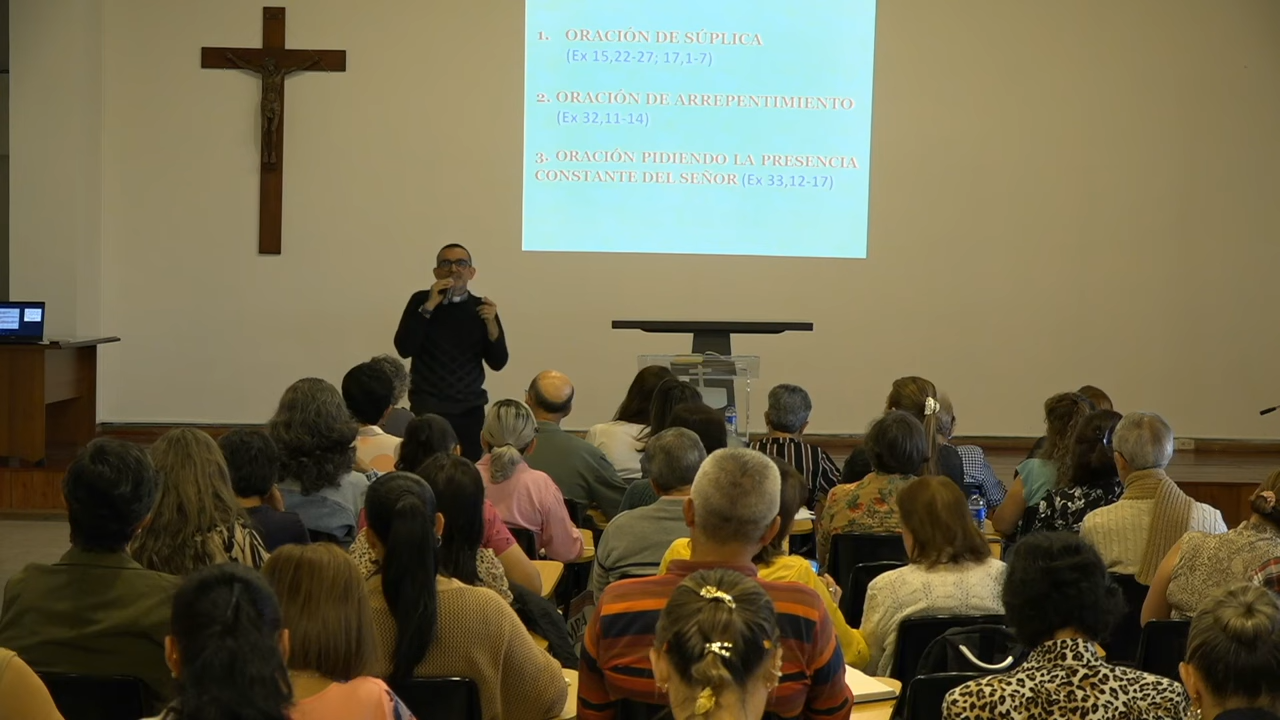 1. ORACIÓN DE SÚPLICA
(Ex 15,22-27; 17,1-7)
2. ORACIÓN DE ARREPENTIMIENTO
(Ex 32,11-14)
3. ORACIÓN PIDIENDO LA PRESENCIA
CONSTANTE DEL SEÑOR (Ex 33,12-17)